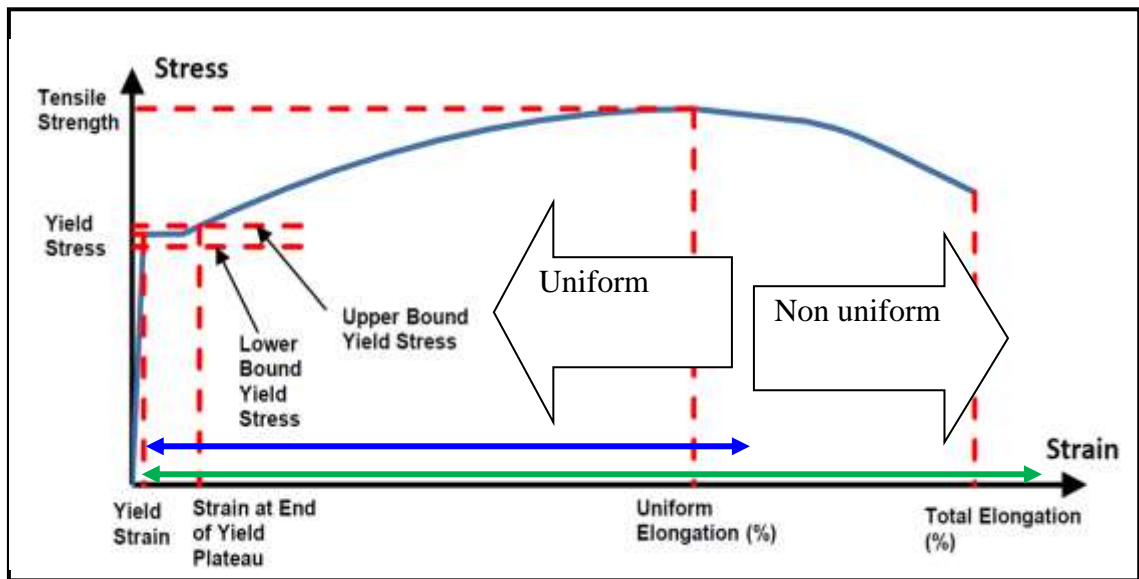 Stress
Tensile
Strength
Yield
Stress
Uniform
Non uniform
Upper Bound
Yield Stress
Lower
Bound
Yield
Stress
Strain
Yield
Strain
Strain at End
of Yield
Plateau
Uniform
Elongation (%)
Total Elongation
(%)